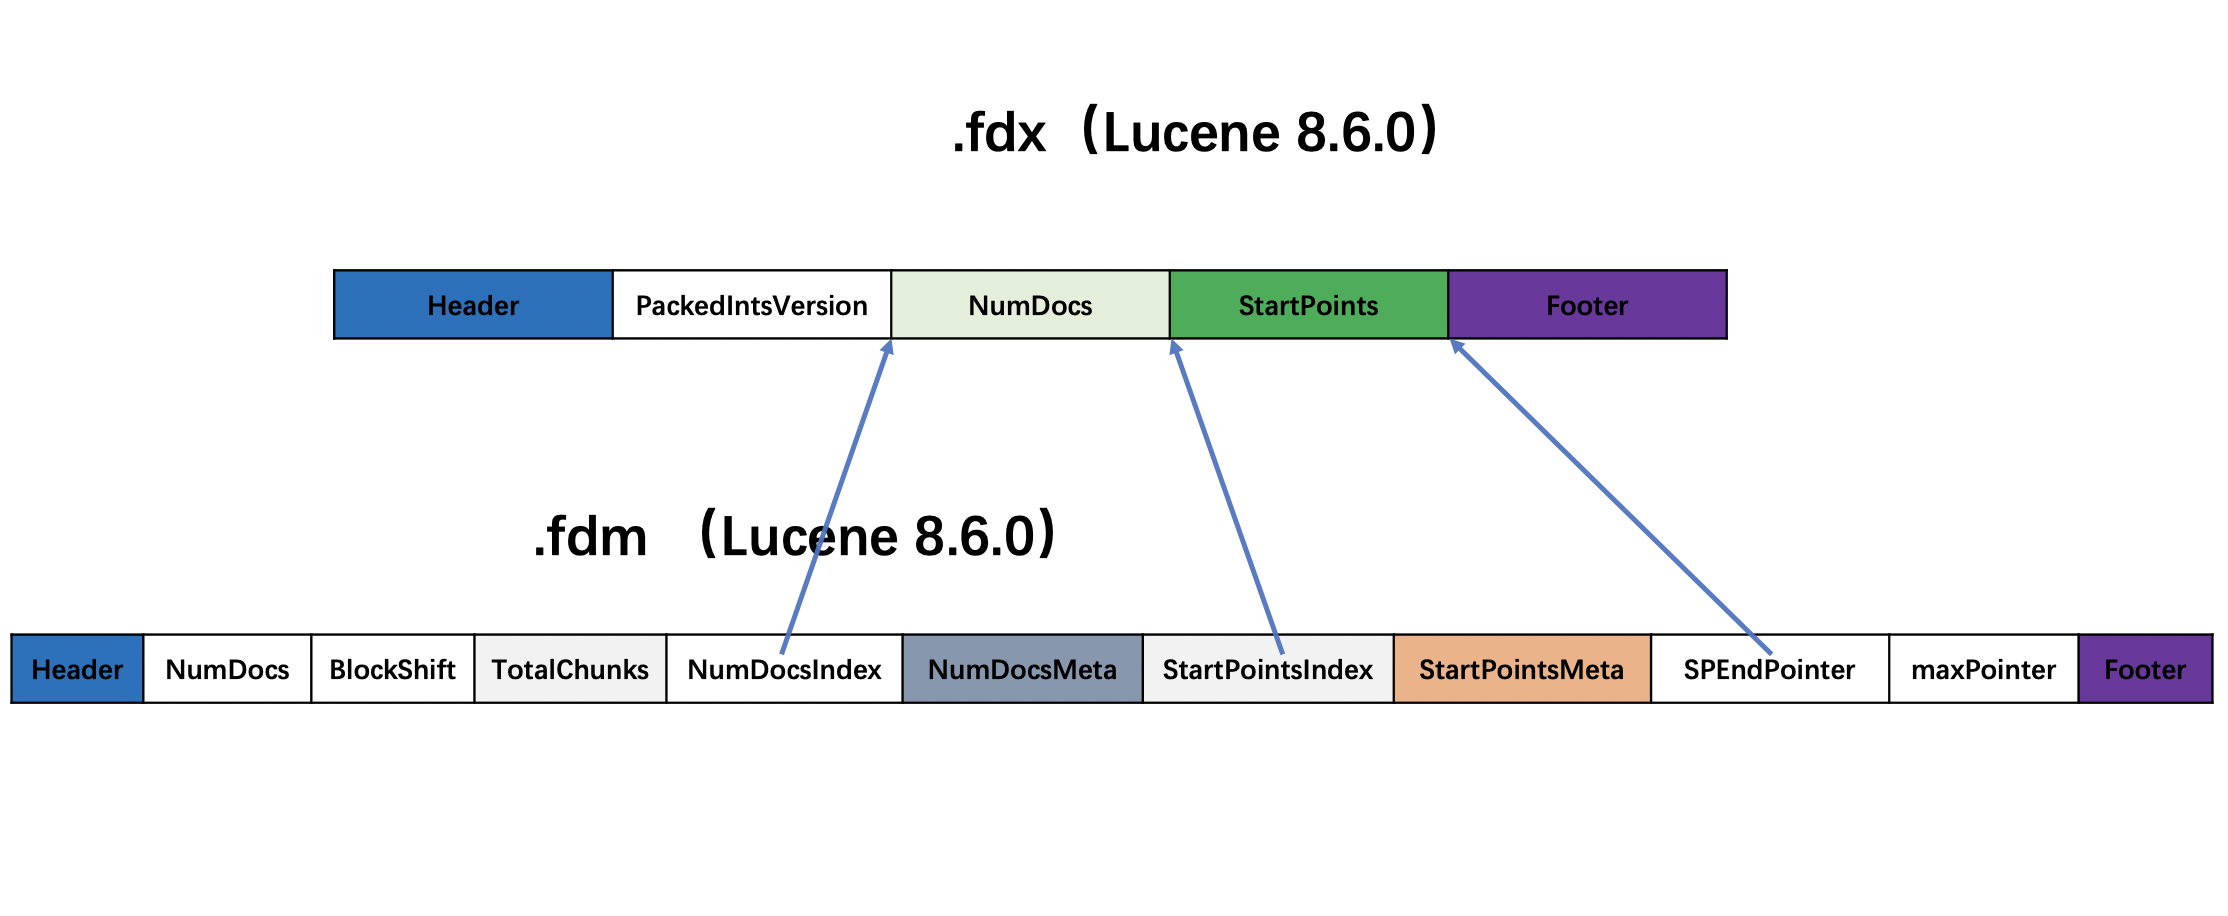 .fdx（Lucene 8.6.0）
Header PackedIntsVersion NumDocs StartPoints Footer
.fdm （Lucene 8.6.0）
Header NumDocs BlockShift TotalChunks NumDocsIndex NumDocsMeta StartPointsIndex StartPointsMeta SPEndPointer maxPointer Footer